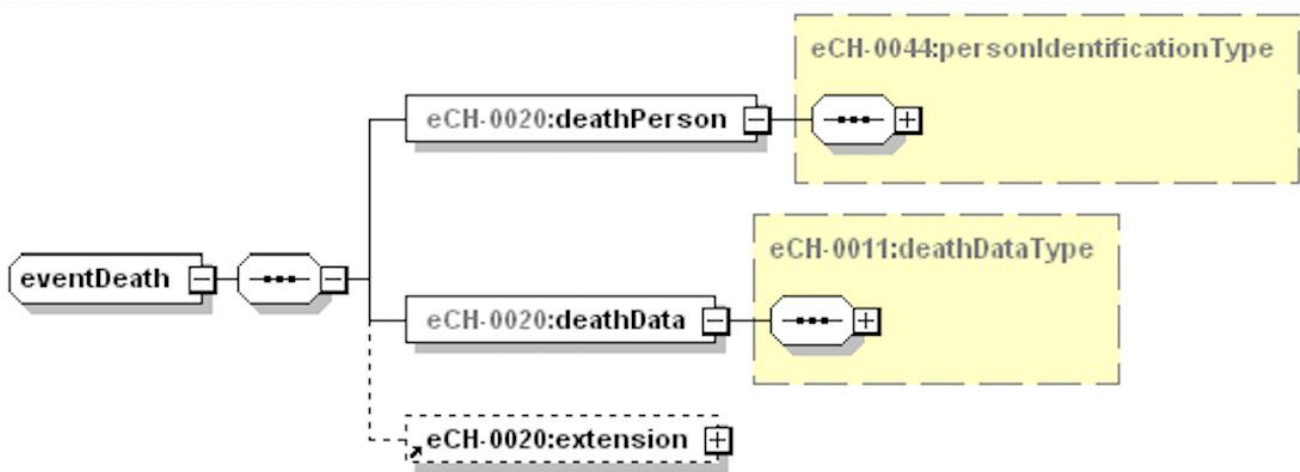 eCH-0044:personIdentificationType
eCH-0020:deathPerson
eCH-0011:deathDataType
eventDeath
eCH-0020:deathData
eCH-0020:extension